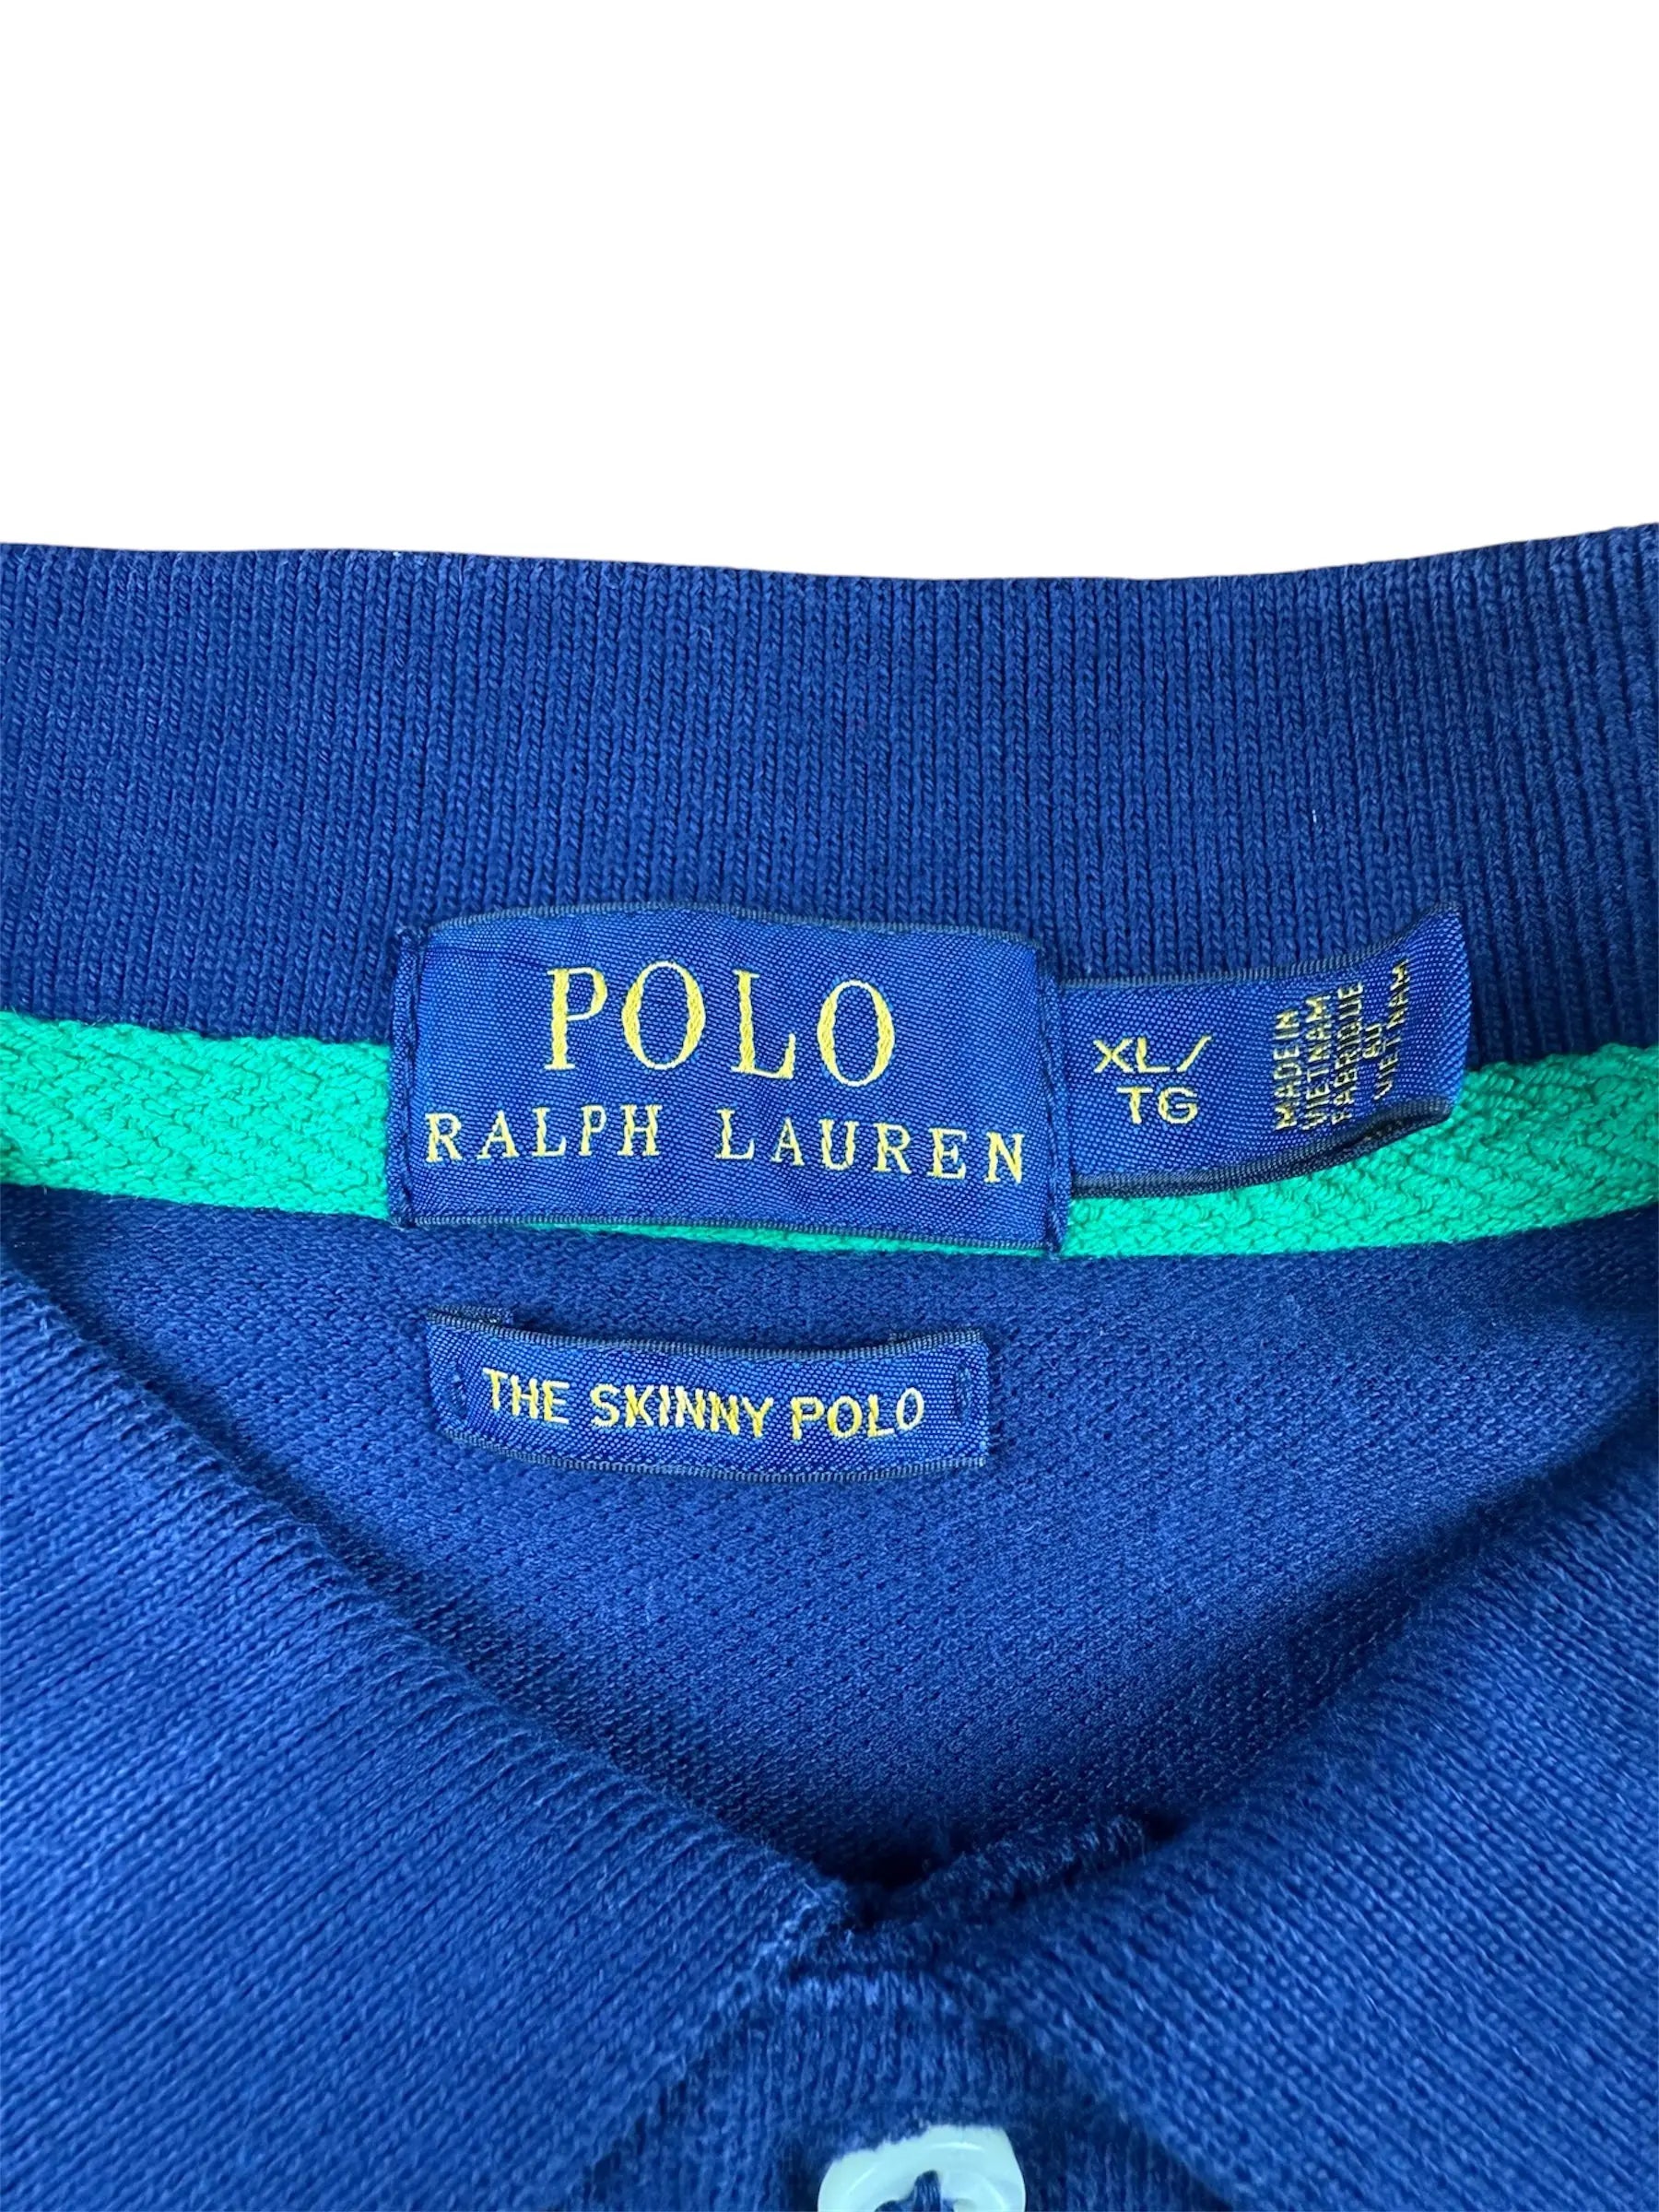 POLO
RALPH LAUREN
XL/
TG
MADE IN
VIETNAM
FABRIQUE
AU
VIETNAM
THE SKINNY POLO